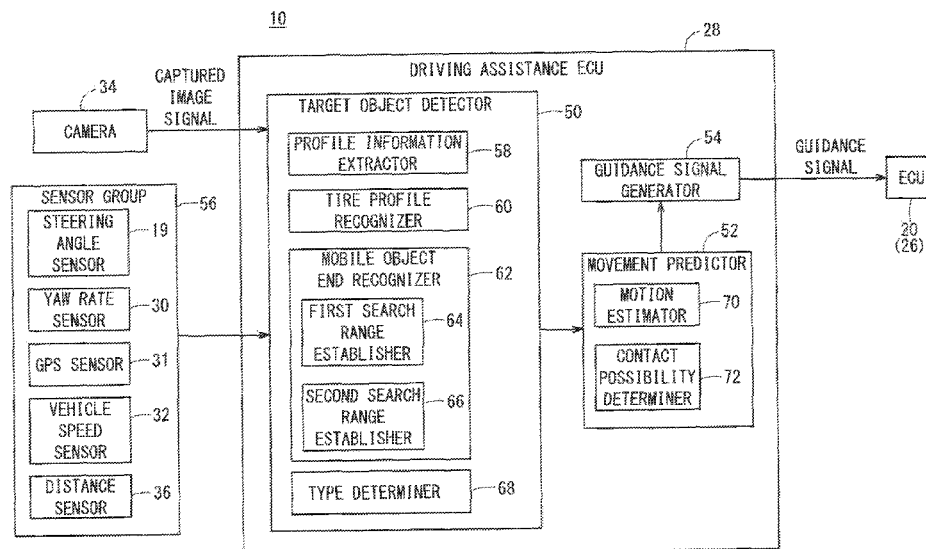 10
28
DRIVING ASSISTANCE ECU
34
CAMERA
CAPTURED
IMAGE
SIGNAL
TARGET OBJECT DETECTOR
50
PROFILE INFORMATION
EXTRACTOR
58
TIRE PROFILE
RECOGNIZER
60
MOBILE OBJECT
END RECOGNIZER
62
FIRST SEARCH
RANGE
ESTABLISHER
64
SECOND SEARCH
RANGE
ESTABLISHER
66
TYPE DETERMINER
68
SENSOR GROUP
56
STEERING
ANGLE
SENSOR
19
YAW RATE
SENSOR
30
GPS SENSOR
31
VEHICLE
SPEED
SENSOR
32
DISTANCE
SENSOR
36
54
GUIDANCE SIGNAL
GENERATOR
GUIDANCE
SIGNAL
ECU
20
(26)
52
MOVEMENT PREDICTOR
MOTION
ESTIMATOR
70
CONTACT
POSSIBILITY
DETERMINER
72